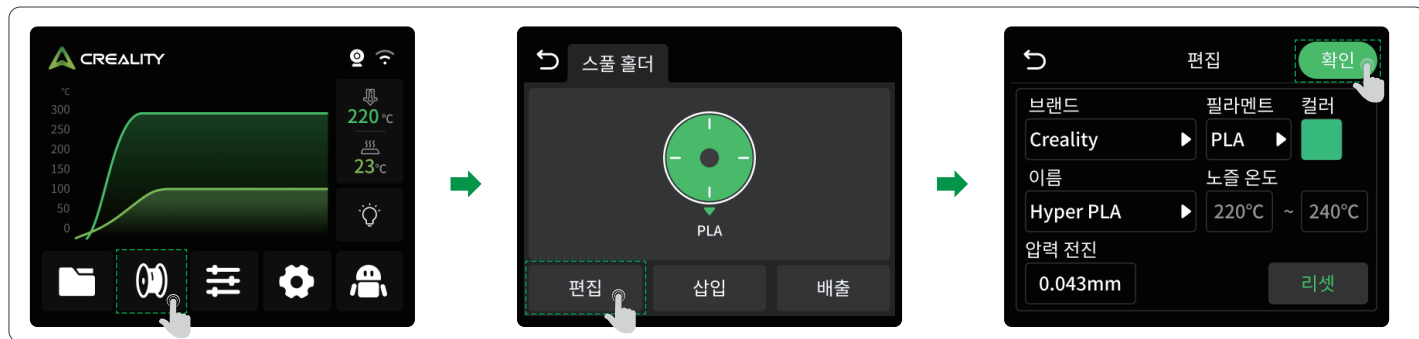 CREALITY
°C
300
250
200
150
100
50
0
220 °C
23°C
스풀 홀더
PLA
편집
삽입
배출
편집
확인
브랜드
필라멘트
컬러
Creality
PLA
이름
노즐 온도
Hyper PLA
220°C ~ 240°C
압력 전진
0.043mm
리셋